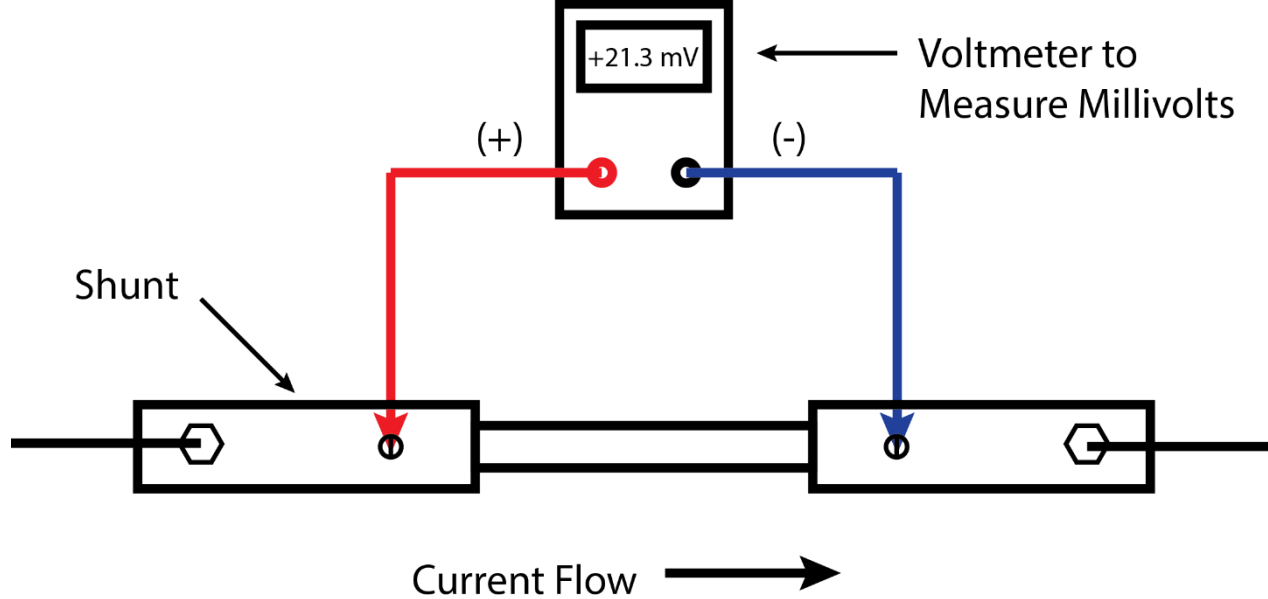 +21.3 mV
Voltmeter to
Measure Millivolts
(+)
(-)
Shunt
Current Flow